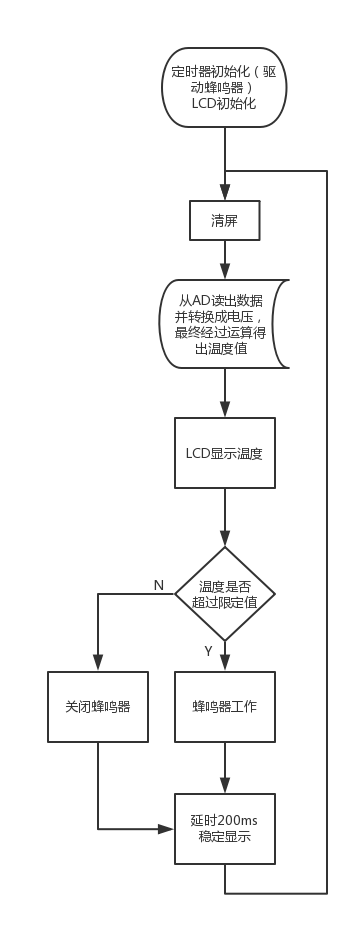 定时器初始化（驱
动蜂鸣器）
LCD初始化
清屏
从AD读出数据
并转换成电压，
最终经过运算得
出温度值
LCD显示温度
温度是否
超过限定值
N
Y
关闭蜂鸣器
蜂鸣器工作
延时200ms
稳定显示